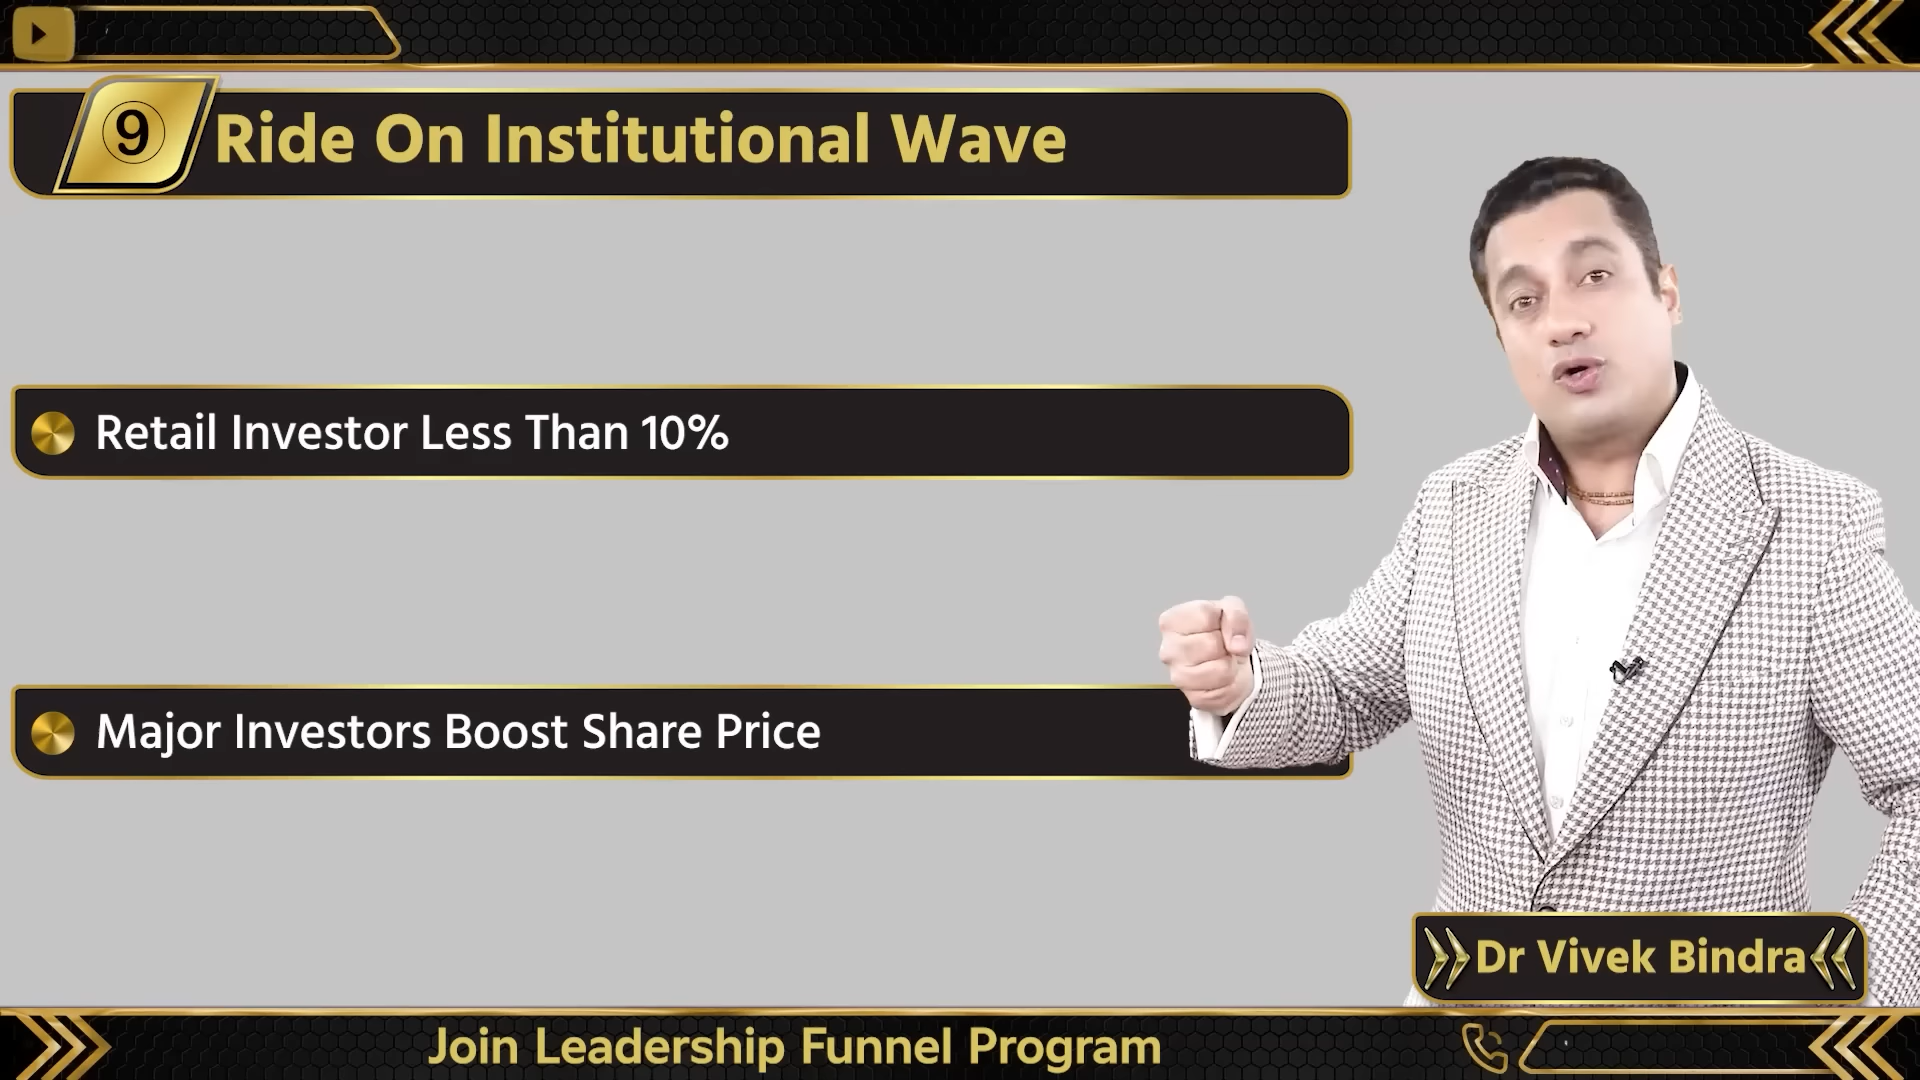 9 Ride On Institutional Wave
Retail Investor Less Than 10%
Major Investors Boost Share Price
Dr Vivek Bindra
Join Leadership Funnel Program